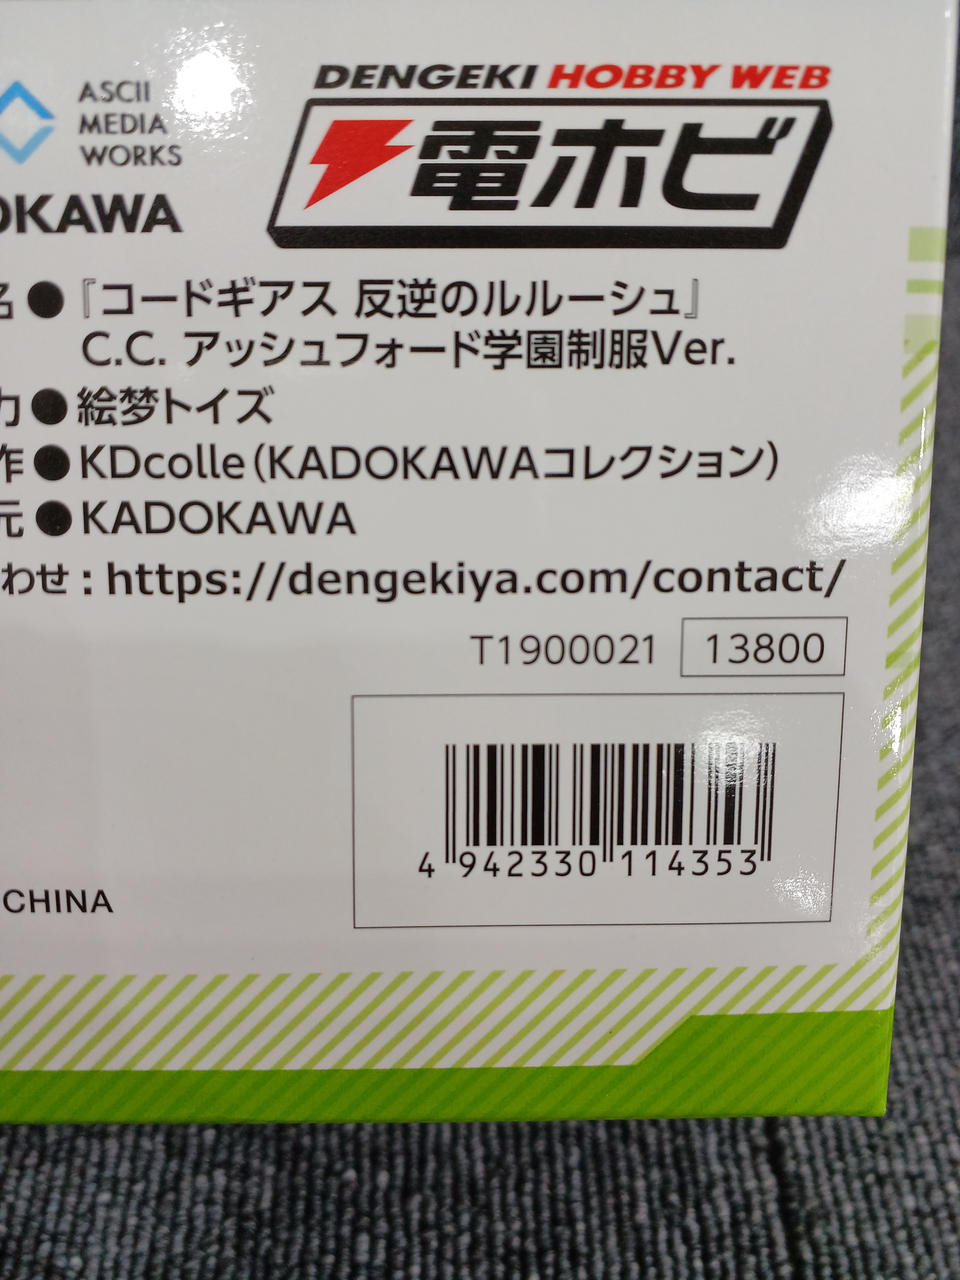 ASCII
MEDIA
WORKS
DENGEKI HOBBY WEB
電ホビ
OKAWA
名●『コードギアス 反逆のルルーシュ』
C.C. アッシュフォード学園制服Ver.
力●絵梦トイズ
作●KDcolle(KADOKAWAコレクション)
元●KADOKAWA
わせ:https://dengekiya.com/contact/
T1900021 13800
4 942330 114353
CHINA